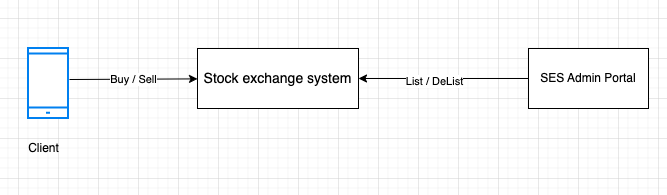 Buy / Sell
Stock exchange system
List / DeList
SES Admin Portal
Client